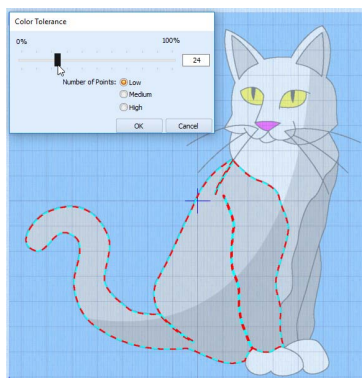 Color Tolerance
0% 100%
24
Number of Points: Low
Medium
High
OK Cancel